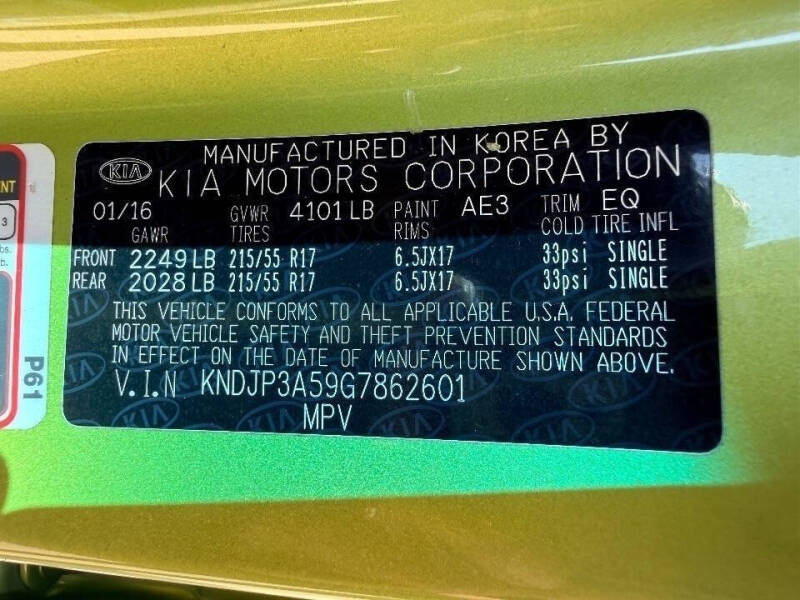 MANUFACTURED IN KOREA BY
KIA KIA MOTORS CORPORATION
01/16 GVWR 4101 LB PAINT AE3 TRIM EQ
GAWR TIRES RIMS COLD TIRE INFL
FRONT 2249 LB 215/55 R17 6.5JX17 33psi SINGLE
REAR 2028 LB 215/55 R17 6.5JX17 33psi SINGLE
THIS VEHICLE CONFORMS TO ALL APPLICABLE U.S.A. FEDERAL
MOTOR VEHICLE SAFETY AND THEFT PREVENTION STANDARDS
IN EFFECT ON THE DATE OF MANUFACTURE SHOWN ABOVE.
V.I.N KNDJP3A59G7862601
MPV
P61
3